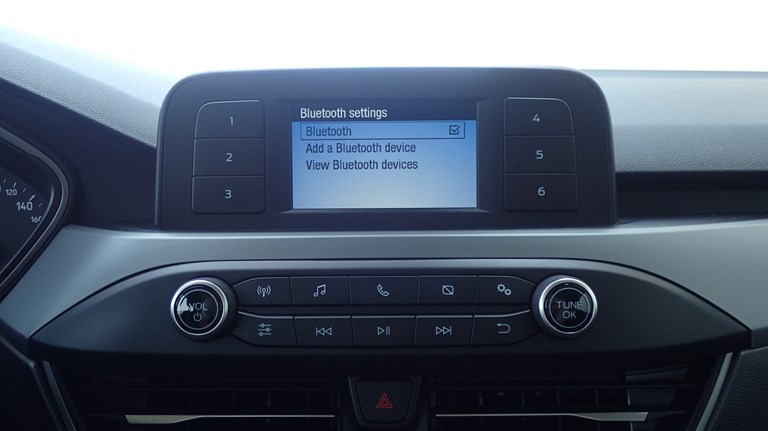 Bluetooth settings
Bluetooth
Add a Bluetooth device
View Bluetooth devices
1
2
3
4
5
6
120
140
160
VOL
TUNE
OK